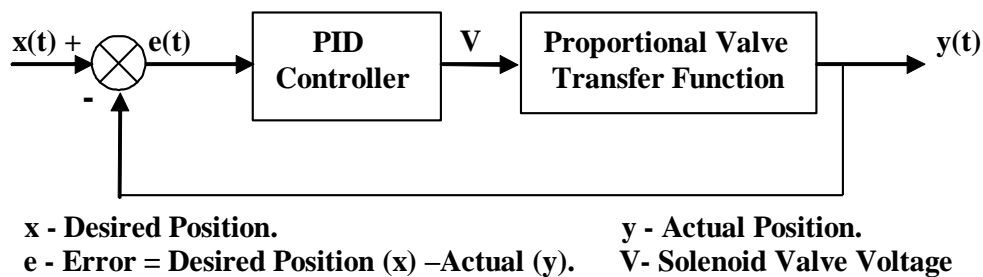 x(t) + e(t) PID Controller V Proportional Valve Transfer Function y(t)
-
x - Desired Position. y - Actual Position.
e - Error = Desired Position (x) –Actual (y). V- Solenoid Valve Voltage